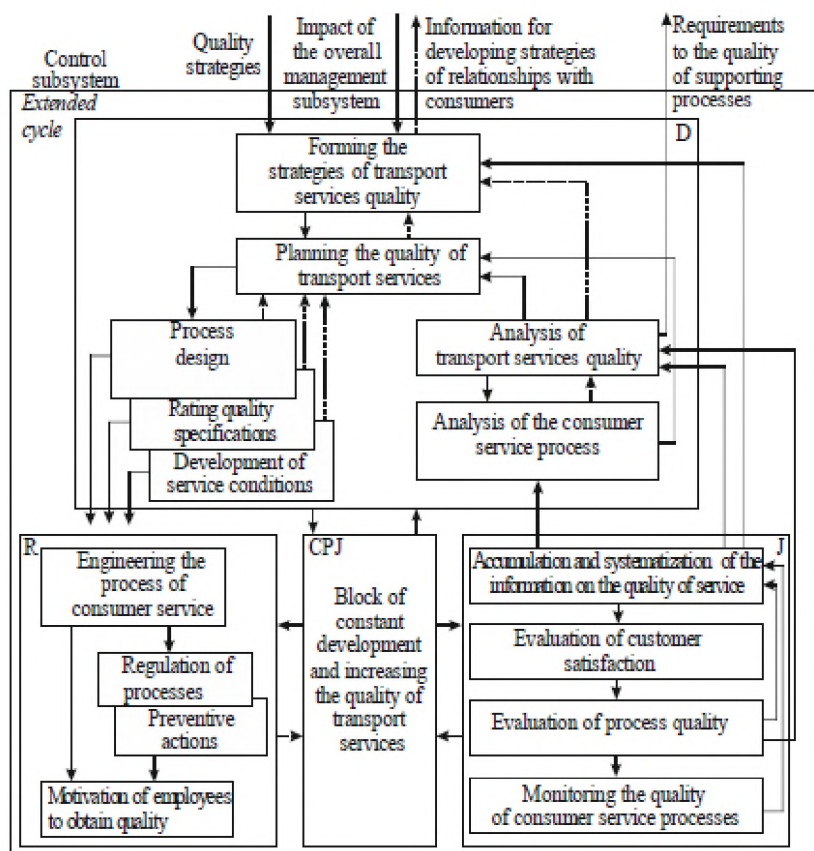 Control
subsystem
Quality
strategies
Impact of
the overall
management
subsystem
Information for
developing strategies
of relationships with
consumers
Requirements
to the quality
of supporting
processes
Extended
cycle
D
Forming the
strategies of transport
services quality
Planning the quality of
transport services
Process
design
Rating quality
specifications
Development of
service conditions
Analysis of
transport services quality
Analysis of the consumer
service process
R
Engineering the
process of
consumer service
Regulation of
processes
Preventive
actions
Motivation of employees
to obtain quality
CPJ
Block of
constant
development
and increasing
the quality of
transport
services
J
Accumulation and systematization of the
information on the quality of service
Evaluation of customer
satisfaction
Evaluation of process quality
Monitoring the quality
of consumer service processes